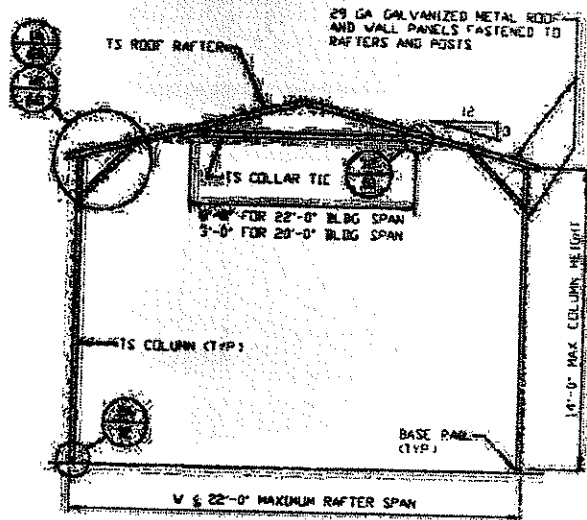 29 GA GALVANIZED METAL ROOF
AND WALL PANELS FASTENED TO
RAFTERS AND POSTS
TS ROOF RAFTER
12
3
TS COLLAR TIE
FOR 22'-0" BLDG SPAN
3'-0" FOR 20'-0" BLDG SPAN
TS COLUMN (TYP)
14'-0" MAX COLUMN HEIGHT
BASE RAIL
(TYP)
W ≤ 22'-0" MAXIMUM RAFTER SPAN